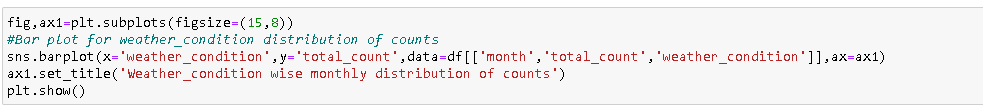 fig,ax1=plt.subplots(figsize=(15,8))
#Bar plot for weather_condition distribution of counts
sns.barplot(x='weather_condition',y='total_count',data=df[['month','total_count','weather_condition']],ax=ax1)
ax1.set_title('Weather_condition wise monthly distribution of counts')
plt.show()